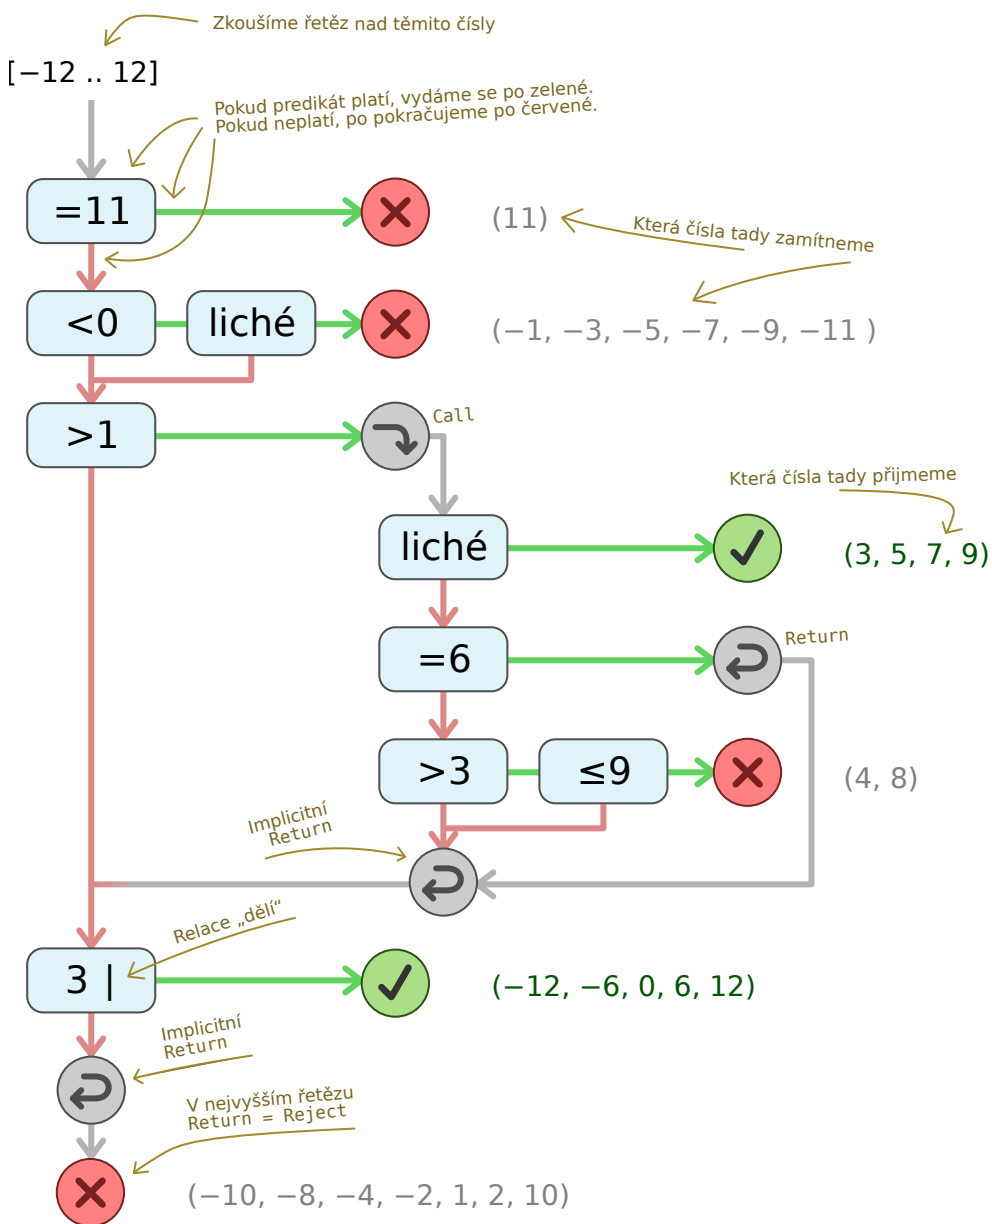 Zkoušíme řetěz nad těmito čísly
[−12 .. 12]
Pokud predikát platí, vydáme se po zelené.
Pokud neplatí, po pokračujeme po červené.
=11
(11)
Která čísla tady zamítneme
<0
liché
(−1, −3, −5, −7, −9, −11 )
>1
Call
Která čísla tady přijmeme
liché
(3, 5, 7, 9)
=6
Return
>3
≤9
(4, 8)
Implicitní
Return
Relace „dělí“
3 |
(−12, −6, 0, 6, 12)
Implicitní
Return
V nejvyšším řetězu
Return = Reject
(−10, −8, −4, −2, 1, 2, 10)